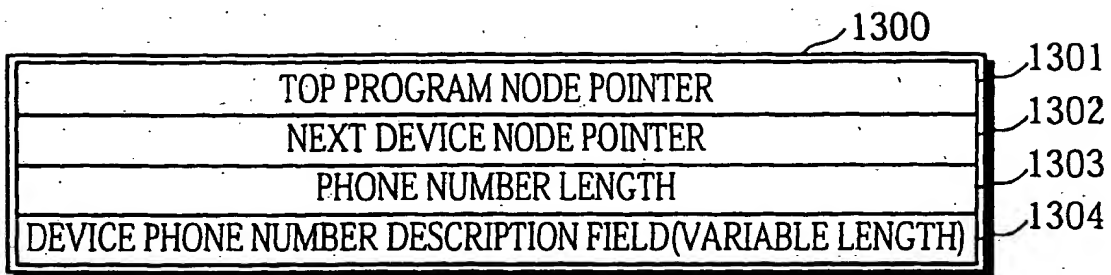 1300
TOP PROGRAM NODE POINTER 1301
NEXT DEVICE NODE POINTER 1302
PHONE NUMBER LENGTH 1303
DEVICE PHONE NUMBER DESCRIPTION FIELD(VARIABLE LENGTH) 1304